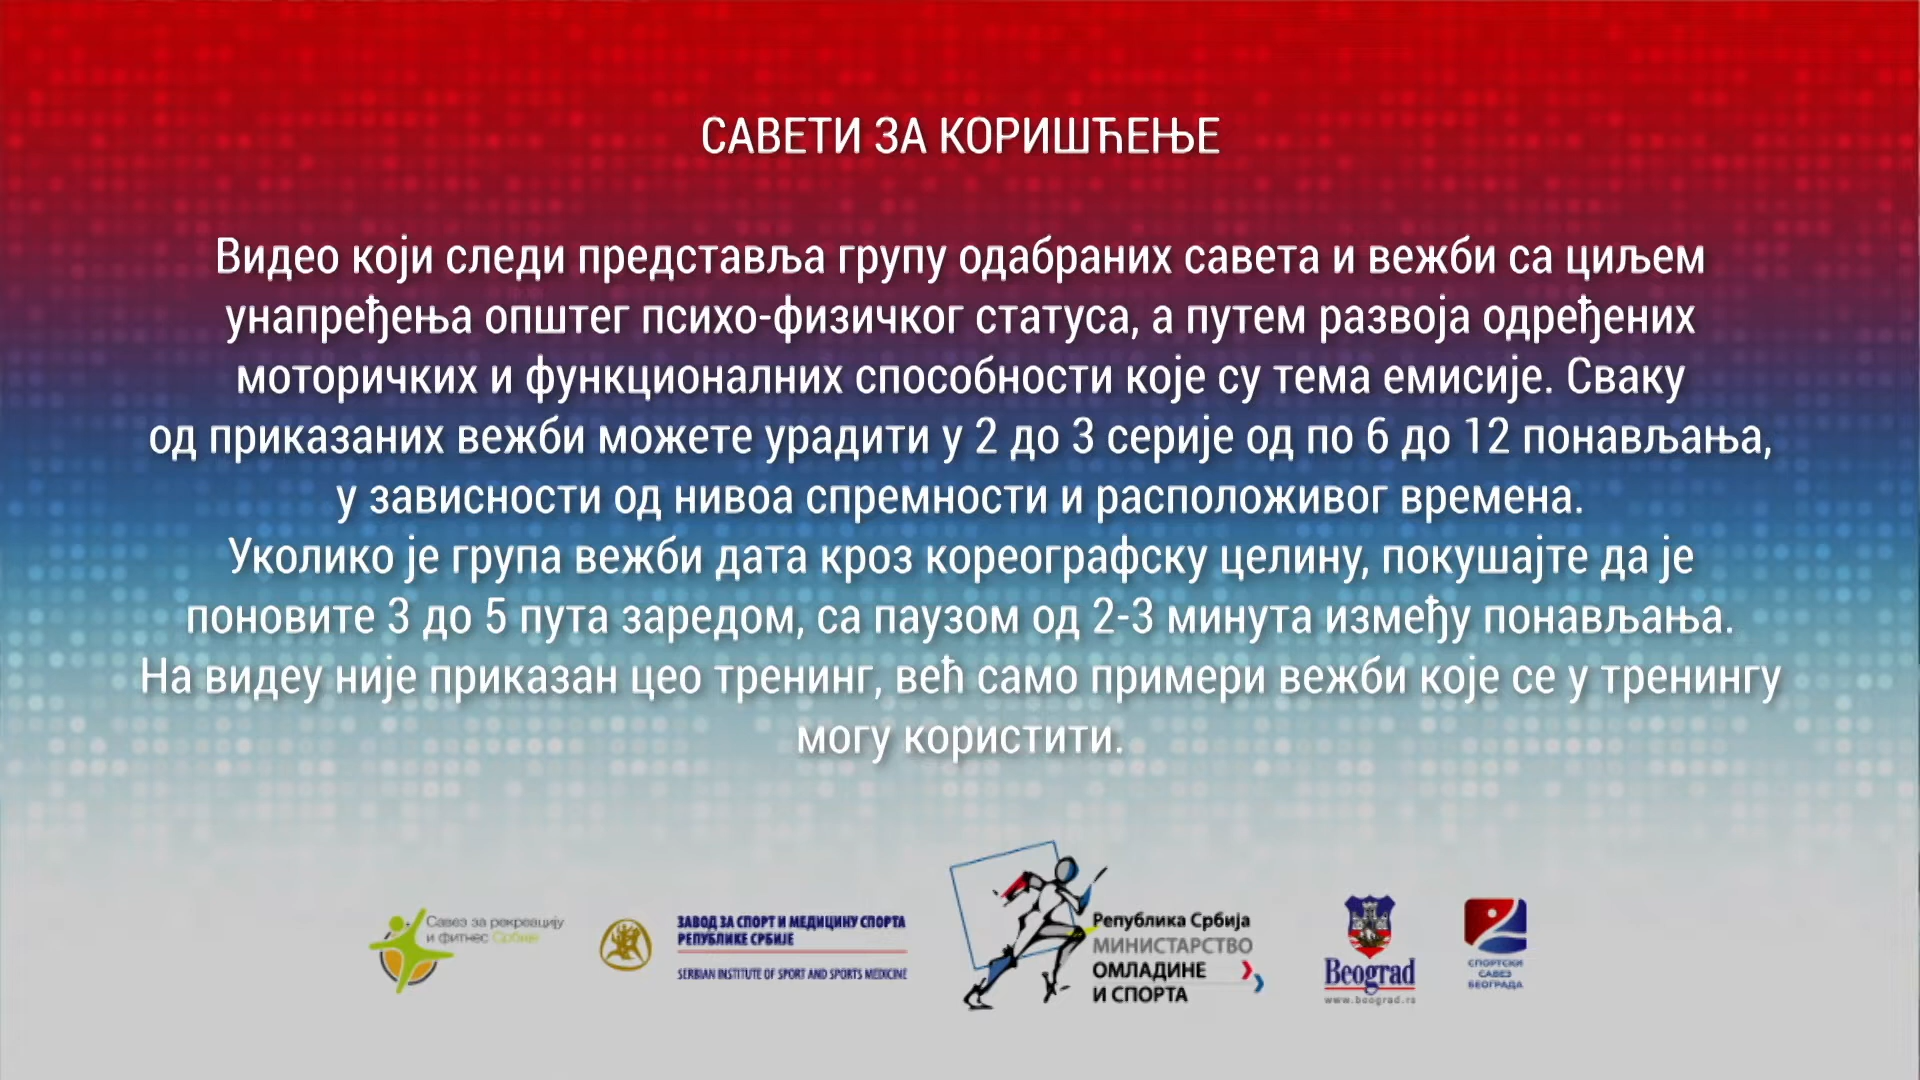 САВЕТИ ЗА КОРИШЋЕЊЕ
Видео који следи представља групу одабраних савета и вежби са циљем
унапређења општег психо-физичког статуса, а путем развоја одређених
моторичких и функционалних способности које су тема емисије. Сваку
од приказаних вежби можете урадити у 2 до 3 серије од по 6 до 12 понављања,
у зависности од нивоа спремности и расположивог времена.
Уколико је група вежби дата кроз кореографску целину, покушајте да је
поновите 3 до 5 пута заредом, са паузом од 2-3 минута између понављања.
На видеу није приказан цео тренинг, већ само примери вежби које се у тренингу
могу користити.
Савез за рекреацију
и фитнес Србије
ЗАВОД ЗА СПОРТ И МЕДИЦИНУ СПОРТА
РЕПУБЛИКЕ СРБИЈЕ
SERBIAN INSTITUTE OF SPORT AND SPORTS MEDICINE
Република Србија
МИНИСТАРСТВО
ОМЛАДИНЕ
И СПОРТА
Beograd
www.beograd.rs
СПОРТСКИ
САВЕЗ
БЕОГРАДА